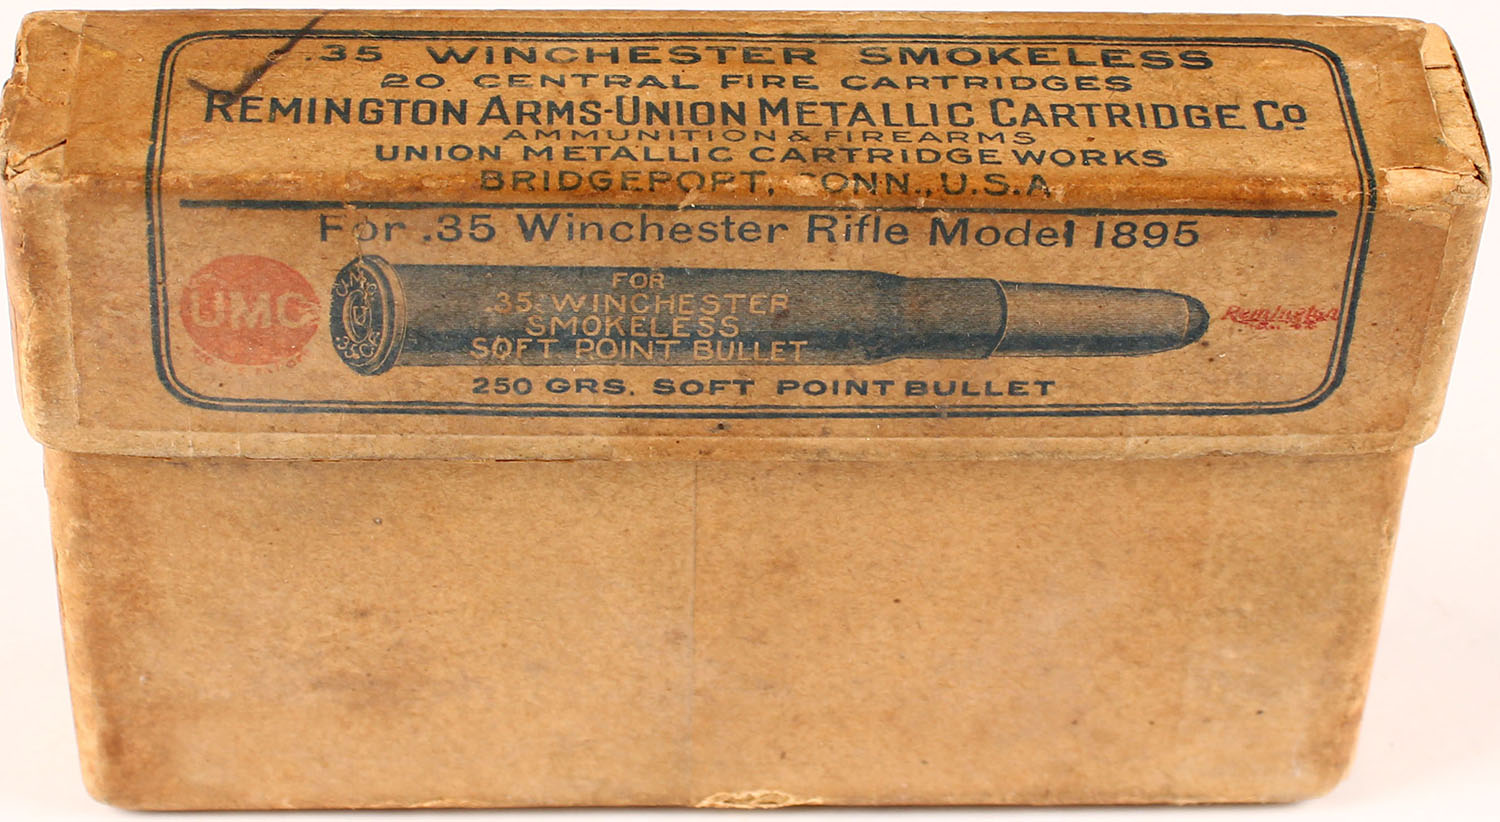 .35 WINCHESTER SMOKELESS
20 CENTRAL FIRE CARTRIDGES
REMINGTON ARMS-UNION METALLIC CARTRIDGE Co
AMMUNITION & FIREARMS
UNION METALLIC CARTRIDGE WORKS
BRIDGEPORT, CONN., U.S.A.
For .35 Winchester Rifle Model 1895
UMC
U.M.C.
35 C.F.
FOR
.35 WINCHESTER
SMOKELESS
SOFT POINT BULLET
Remington
250 GRS. SOFT POINT BULLET